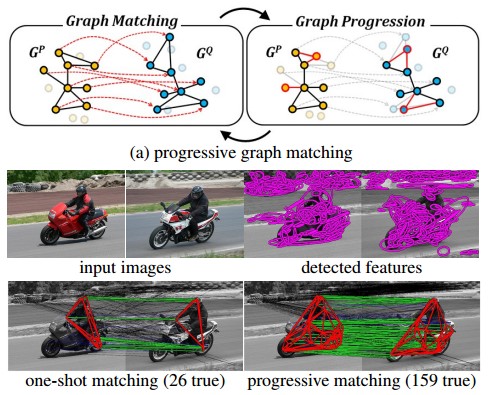 Graph Matching
Graph Progression
G^P
G^Q
G^P
G^Q
(a) progressive graph matching
input images
detected features
one-shot matching (26 true)
progressive matching (159 true)